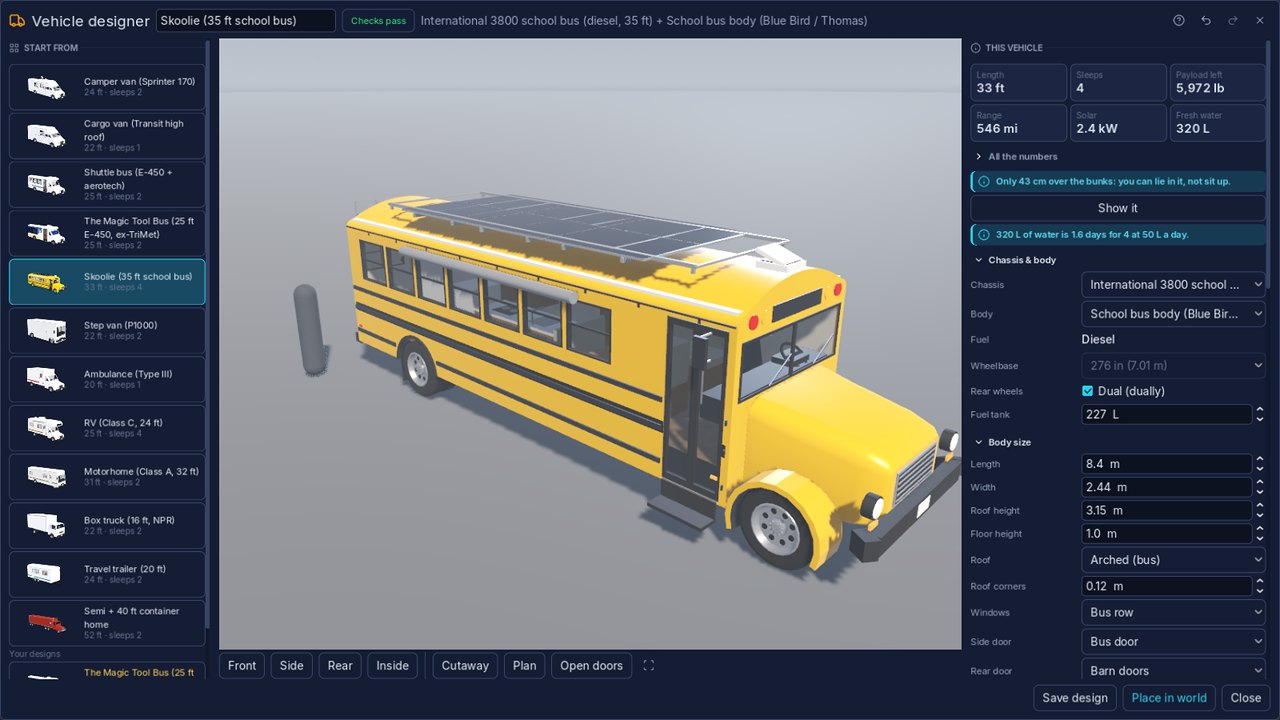 Vehicle designer
Skoolie (35 ft school bus)
Checks pass
International 3800 school bus (diesel, 35 ft) + School bus body (Blue Bird / Thomas)
START FROM
Camper van (Sprinter 170)
24 ft · sleeps 2
Cargo van (Transit high
roof)
22 ft · sleeps 1
Shuttle bus (E-450 +
aerotech)
25 ft · sleeps 2
The Magic Tool Bus (25 ft
E-450, ex-TriMet)
25 ft · sleeps 2
Skoolie (35 ft school bus)
33 ft · sleeps 4
Step van (P1000)
22 ft · sleeps 2
Ambulance (Type III)
20 ft · sleeps 1
RV (Class C, 24 ft)
25 ft · sleeps 4
Motorhome (Class A, 32 ft)
31 ft · sleeps 2
Box truck (16 ft, NPR)
22 ft · sleeps 2
Travel trailer (20 ft)
24 ft · sleeps 2
Semi + 40 ft container
home
52 ft · sleeps 2
Your designs
The Magic Tool Bus (25 ft
Front
Side
Rear
Inside
Cutaway
Plan
Open doors
THIS VEHICLE
Length
33 ft
Sleeps
4
Payload left
5,972 lb
Range
546 mi
Solar
2.4 kW
Fresh water
320 L
All the numbers
Only 43 cm over the bunks: you can lie in it, not sit up.
Show it
320 L of water is 1.6 days for 4 at 50 L a day.
Chassis & body
Chassis
International 3800 school ...
Body
School bus body (Blue Bir...
Fuel
Diesel
Wheelbase
276 in (7.01 m)
Rear wheels
Dual (dually)
Fuel tank
227 L
Body size
Length
8.4 m
Width
2.44 m
Roof height
3.15 m
Floor height
1.0 m
Roof
Arched (bus)
Roof corners
0.12 m
Windows
Bus row
Side door
Bus door
Rear door
Barn doors
Save design
Place in world
Close